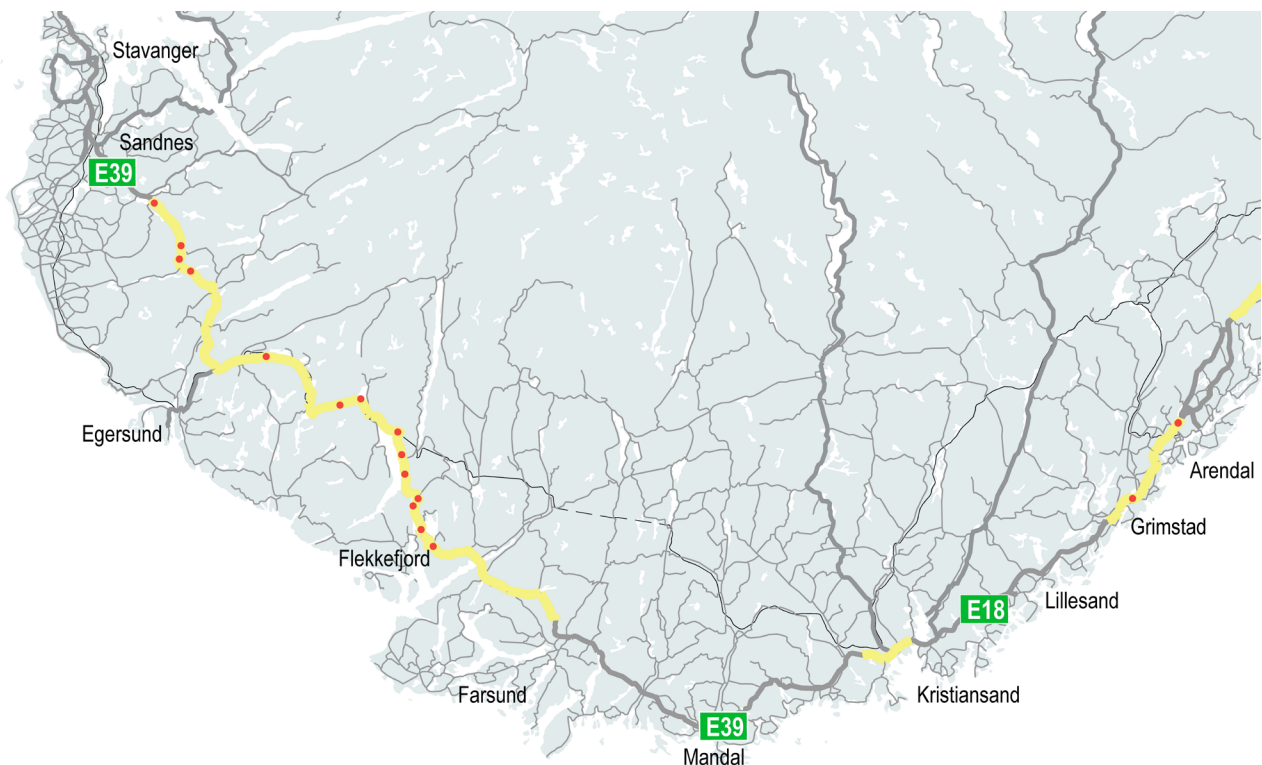 Stavanger
Sandnes
E39
Egersund
Arendal
Grimstad
Flekkefjord
Lillesand
E18
Farsund
Kristiansand
E39
Mandal